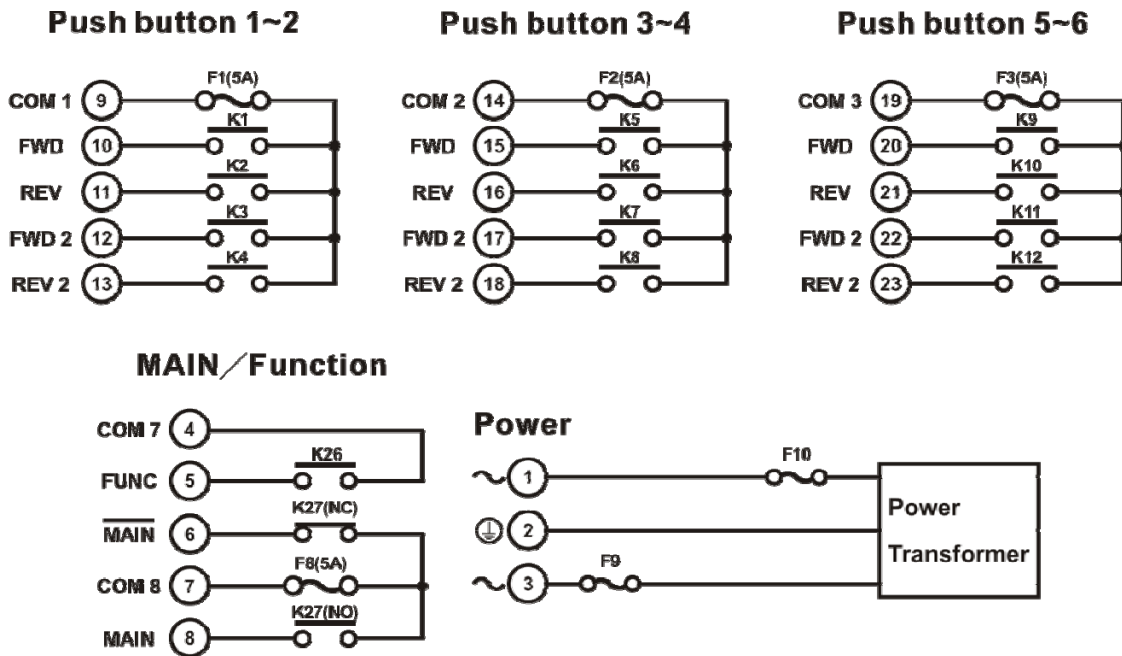 Push button 1~2
F1(5A)
COM 1 9
K1
FWD 10
K2
REV 11
K3
FWD 2 12
K4
REV 2 13
Push button 3~4
F2(5A)
COM 2 14
K5
FWD 15
K6
REV 16
K7
FWD 2 17
K8
REV 2 18
Push button 5~6
F3(5A)
COM 3 19
K9
FWD 20
K10
REV 21
K11
FWD 2 22
K12
REV 2 23
MAIN/Function
COM 7 4
K26
FUNC 5
K27(NC)
MAIN 6
F8(5A)
COM 8 7
K27(NO)
MAIN 8
Power
F10
~ 1
2
F9
~ 3
Power
Transformer